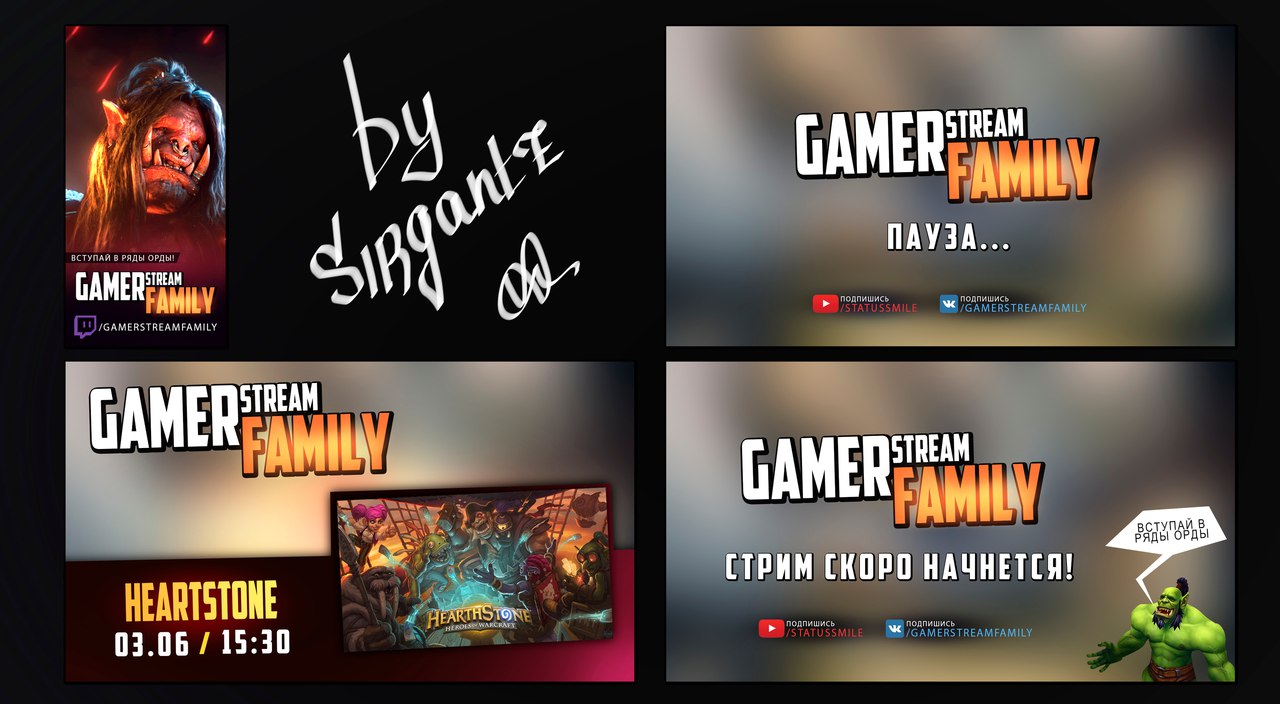 ВСТУПАЙ В РЯДЫ ОРДЫ!
GAMER STREAM
FAMILY
/GAMERSTREAMFAMILY
by
SIRgantZ
GAMER STREAM
FAMILY
ПАУЗА...
ПОДПИШИСЬ
/STATUSSMILE
ПОДПИШИСЬ
/GAMERSTREAMFAMILY
GAMER STREAM
FAMILY
HEARTSTONE
03.06 / 15:30
HEARTHSTONE
HEROES OF WARCRAFT
GAMER STREAM
FAMILY
СТРИМ СКОРО НАЧНЕТСЯ!
ПОДПИШИСЬ
/STATUSSMILE
ПОДПИШИСЬ
/GAMERSTREAMFAMILY
ВСТУПАЙ В
РЯДЫ ОРДЫ